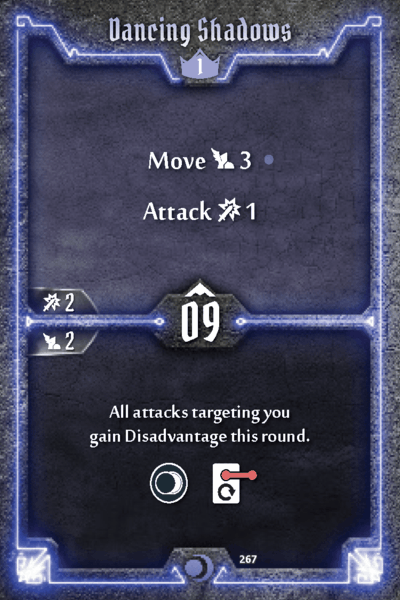 Dancing Shadows
1
Move 3
Attack 1
2
09
2
All attacks targeting you
gain Disadvantage this round.
267